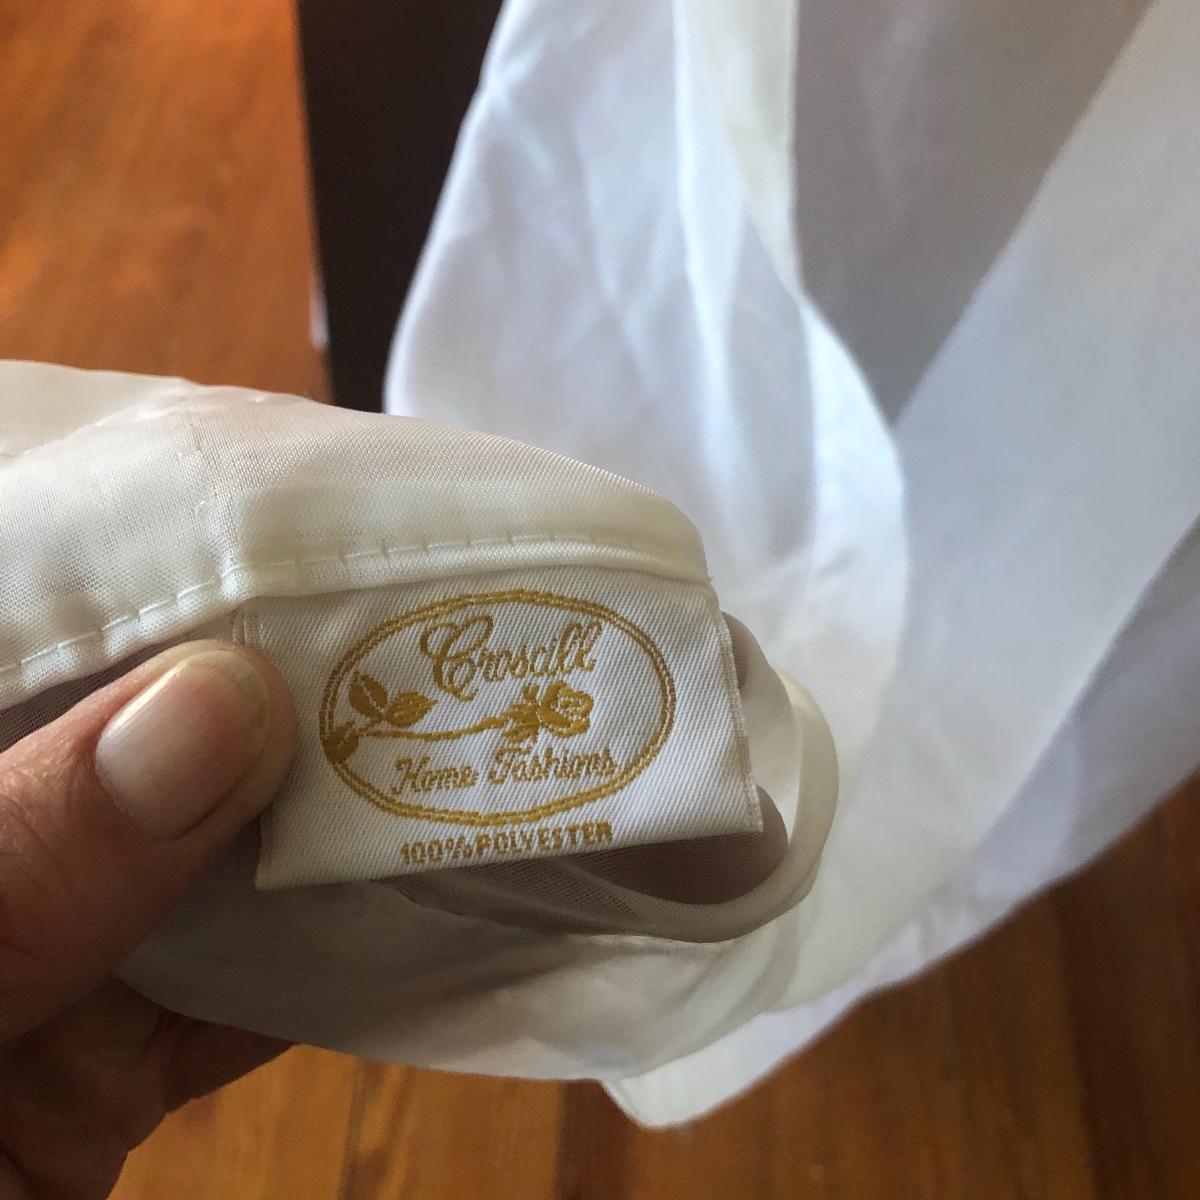 Croscill
Home Fashions
100% POLYESTER